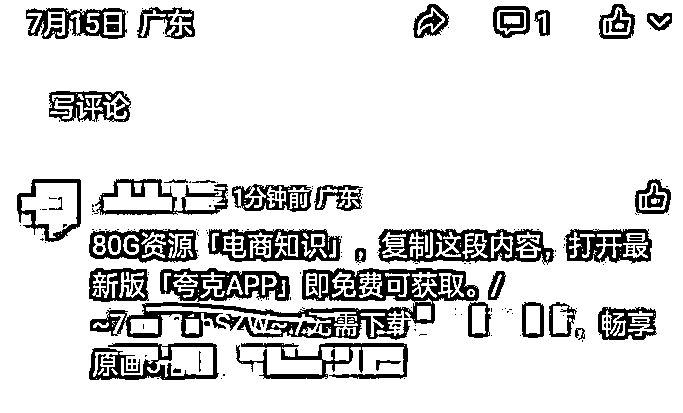 7月15日 广东
1
写评论
1分钟前 广东
80G资源「电商知识」，复制这段内容，打开最
新版「夸克APP」即免费可获取。/
~7 /无需下载 ，畅享
原画5倍